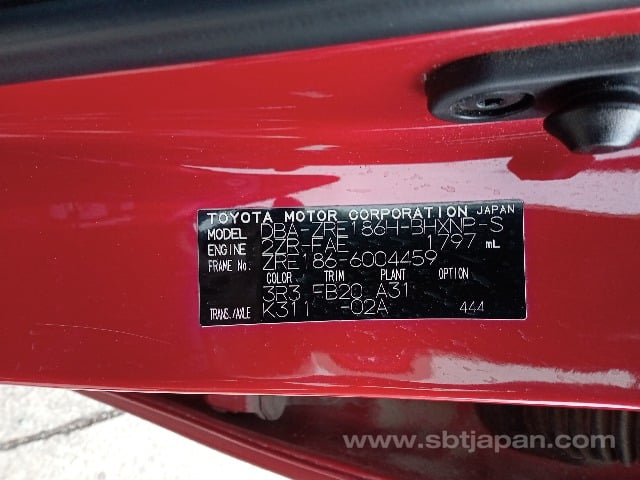 TOYOTA MOTOR CORPORATION JAPAN
MODEL DBA-ZRE186H-BHXNP-S
ENGINE 2ZR-FAE 1797 mL
FRAME No. ZRE186-6004459
COLOR TRIM PLANT OPTION
3R3 FB20 A31
TRANS./AXLE K311 -02A 444
www.sbtjapan.com